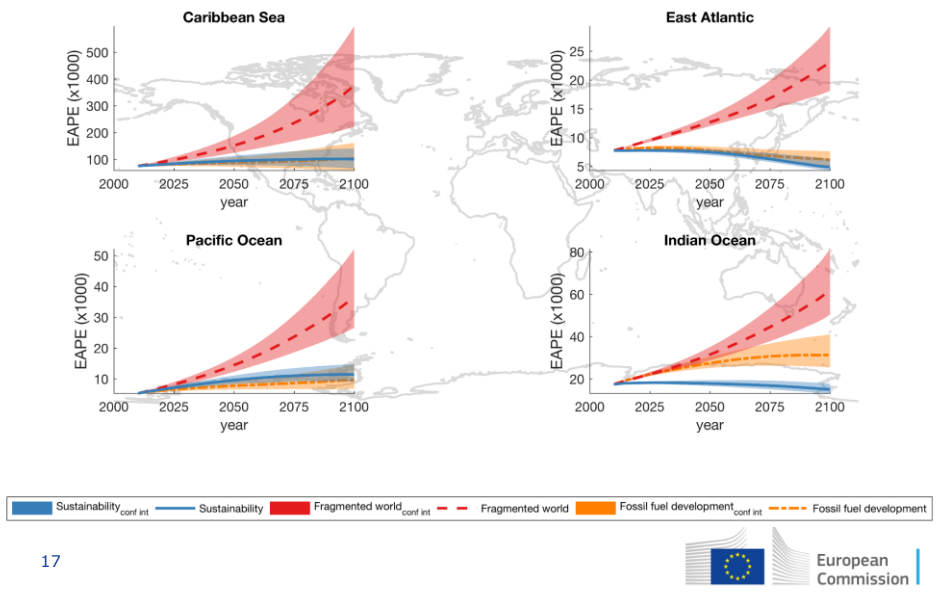 Caribbean Sea
EAPE (x1000)
500
400
300
200
100
2000 2025 2050 2075 2100
year
East Atlantic
EAPE (x1000)
25
20
15
10
5
2000 2025 2050 2075 2100
year
Pacific Ocean
EAPE (x1000)
50
40
30
20
10
2000 2025 2050 2075 2100
year
Indian Ocean
EAPE (x1000)
80
60
40
20
2000 2025 2050 2075 2100
year
Sustainability conf int Sustainability Fragmented world conf int Fragmented world Fossil fuel development conf int Fossil fuel development
17
European
Commission